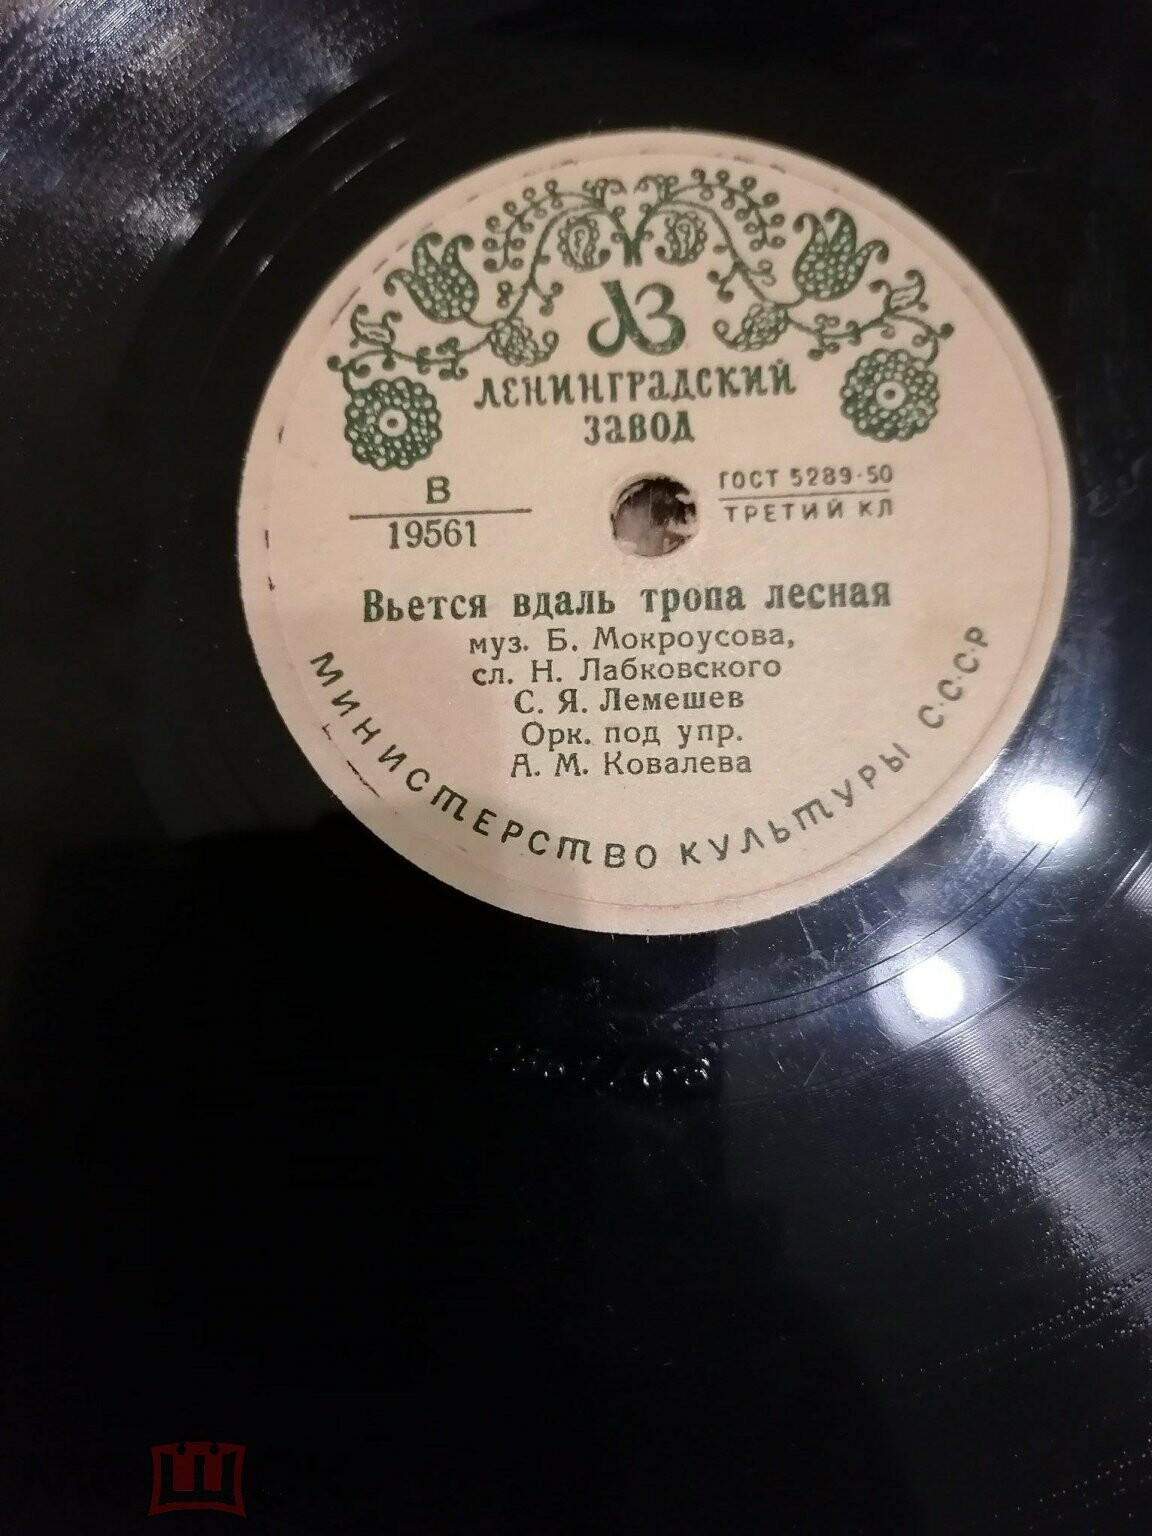 ЛЗ
ЛЕНИНГРАДСКИЙ
ЗАВОД
В
19561
ГОСТ 5289-50
ТРЕТИЙ КЛ
Вьется вдаль тропа лесная
муз. Б. Мокроусова,
сл. Н. Лабковского
С. Я. Лемешев
Орк. под упр.
А. М. Ковалева
МИНИСТЕРСТВО КУЛЬТУРЫ С·С·С·Р